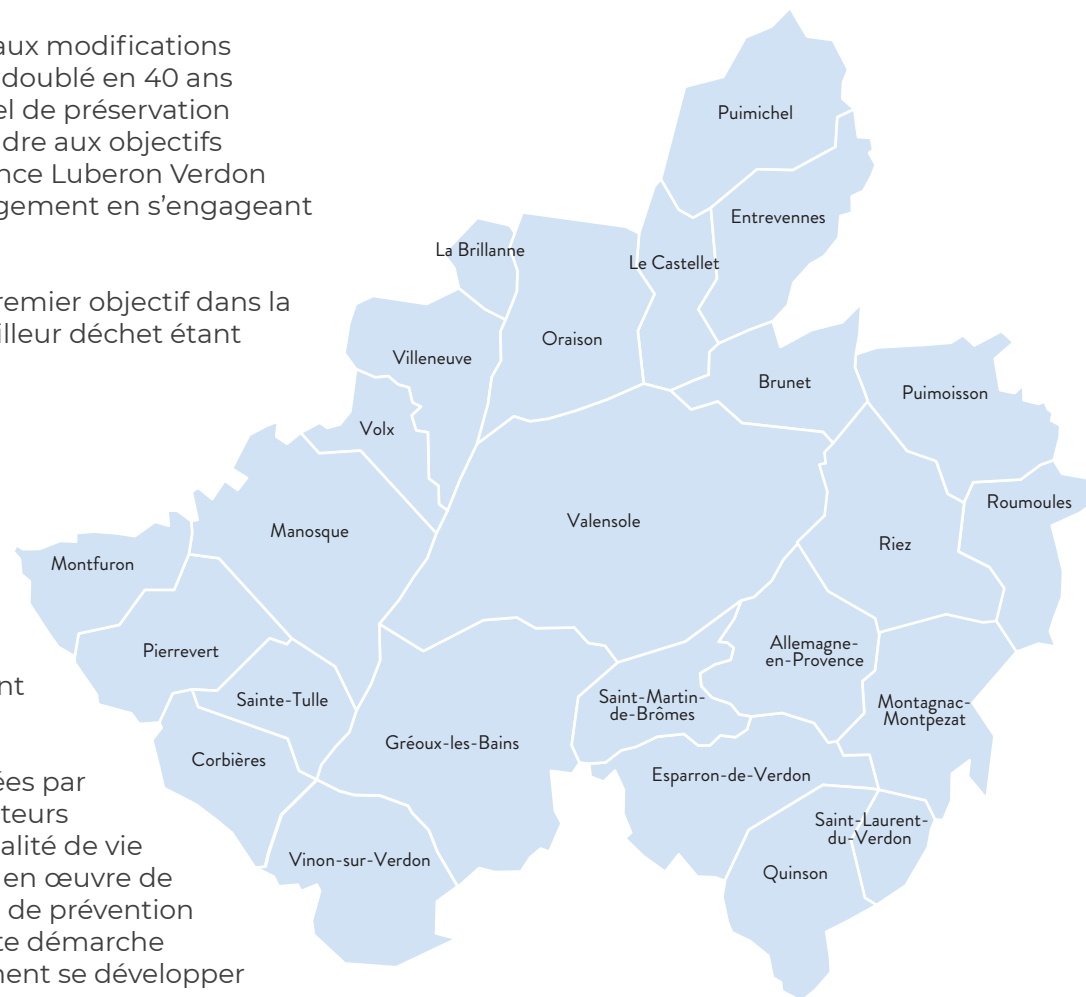 aux modifications
doublé en 40 ans
el de préservation
dre aux objectifs
nce Luberon Verdon
gement en s'engageant
remier objectif dans la
illeur déchet étant
nt
ées par
teurs
alité de vie
en œuvre de
de prévention
te démarche
ment se développer
Puimichel
Entrevennes
La Brillanne
Le Castellet
Oraison
Villeneuve
Brunet
Puimoisson
Volx
Roumoules
Valensole
Manosque
Riez
Montfuron
Pierrevert
Allemagne-
en-Provence
Sainte-Tulle
Saint-Martin-
de-Brômes
Montagnac-
Montpezat
Gréoux-les-Bains
Corbières
Esparron-de-Verdon
Saint-Laurent-
du-Verdon
Vinon-sur-Verdon
Quinson